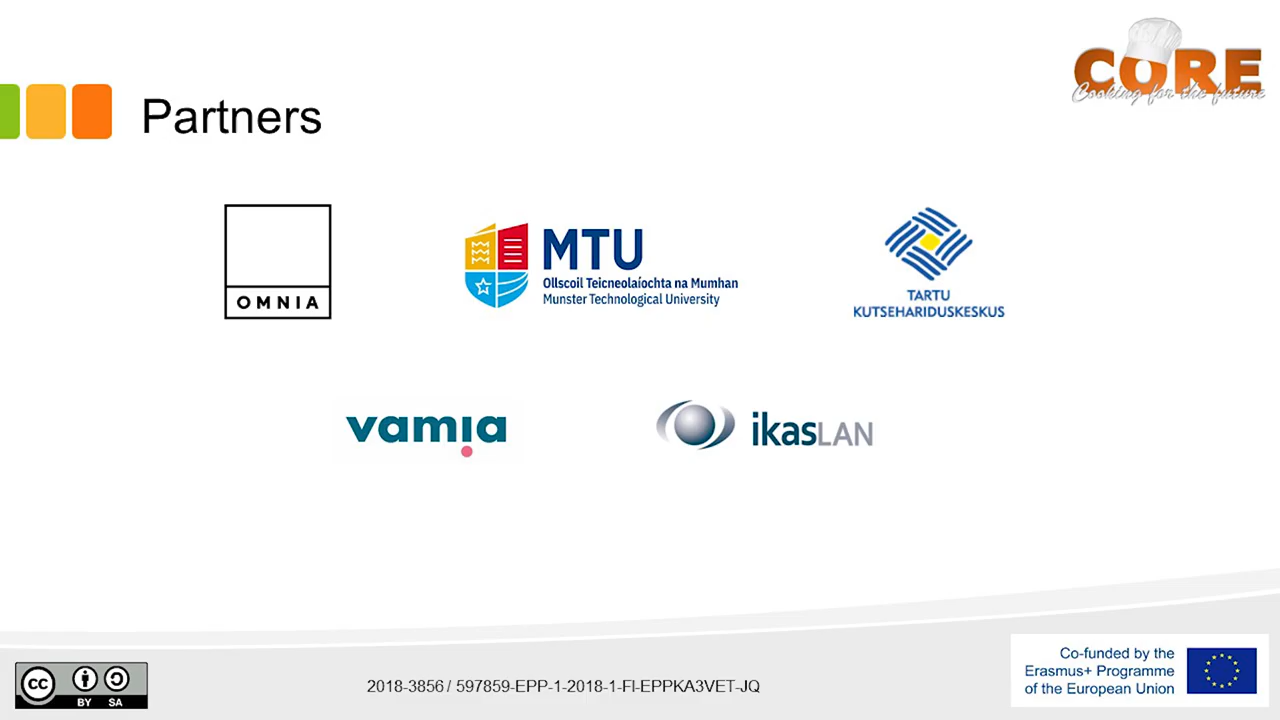 CORE
Cooking for the future
Partners
OMNIA
MTU
Ollscoil Teicneolaíochta na Mumhan
Munster Technological University
TARTU
KUTSEHARIDUSKESKUS
vamia
ikasLAN
cc
BY SA
2018-3856 / 597859-EPP-1-2018-1-FI-EPPKA3VET-JQ
Co-funded by the
Erasmus+ Programme
of the European Union